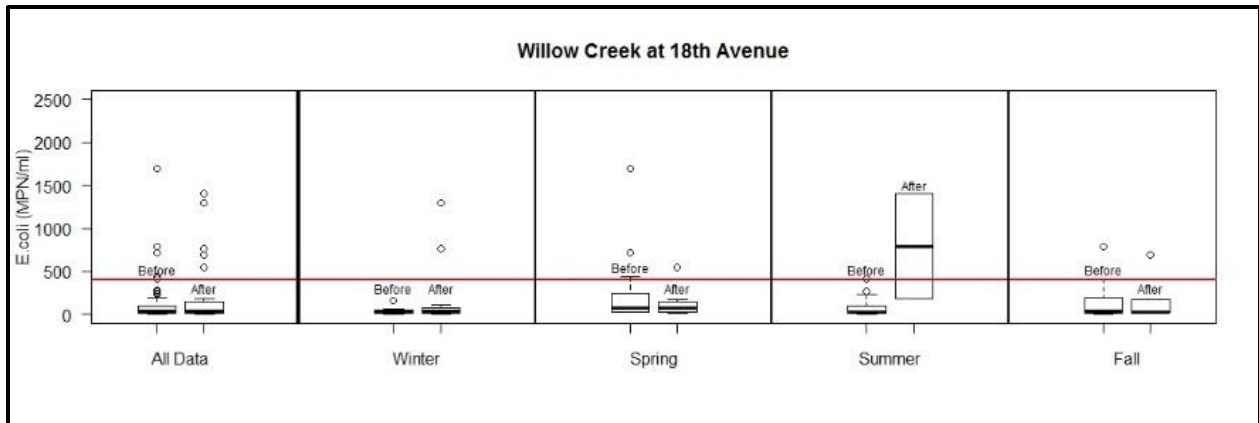 Willow Creek at 18th Avenue
E.coli (MPN/ml)
2500
2000
1500
1000
500
0
Before
After
Before
After
Before
After
Before
After
Before
After
All Data
Winter
Spring
Summer
Fall